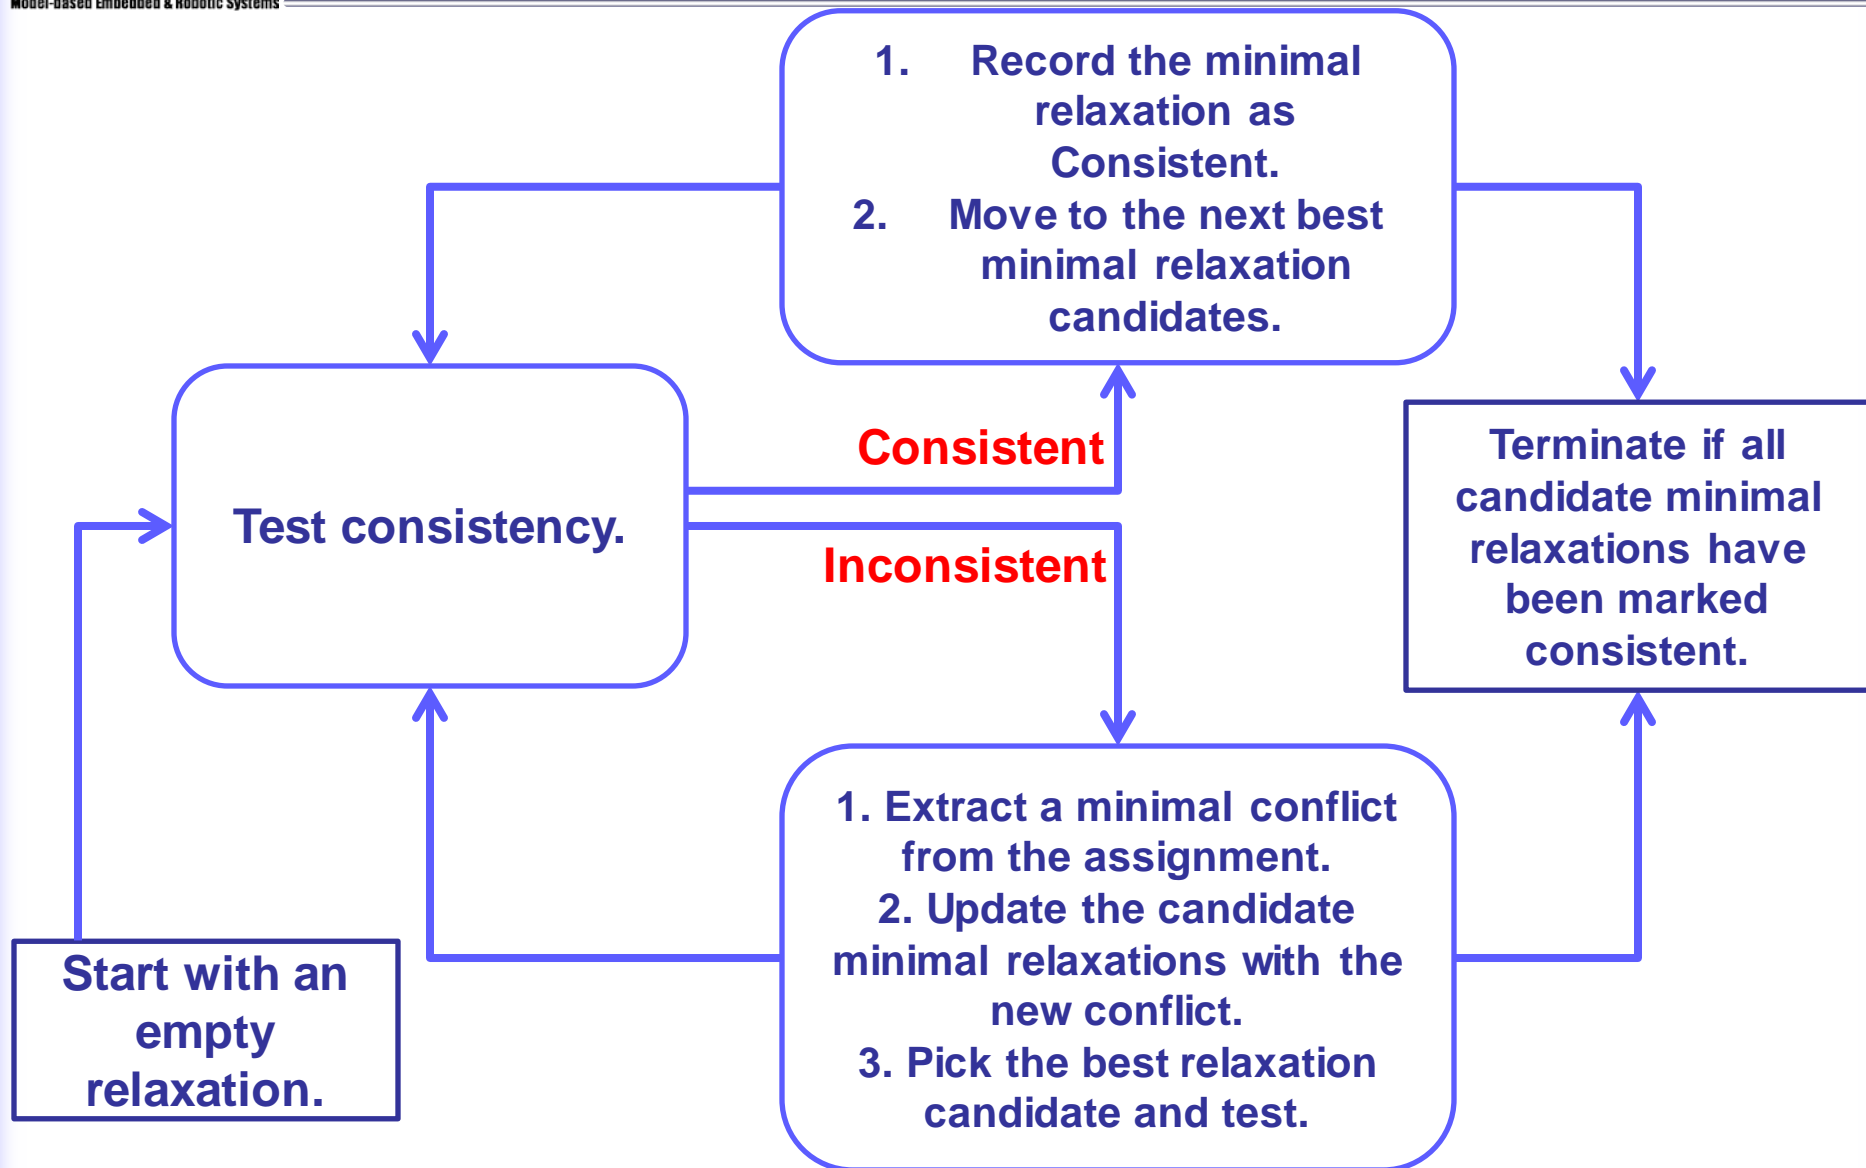 Model-based Embedded & Robotic Systems
1. Record the minimal
relaxation as
Consistent.
2. Move to the next best
minimal relaxation
candidates.
Consistent
Test consistency.
Inconsistent
Terminate if all
candidate minimal
relaxations have
been marked
consistent.
1. Extract a minimal conflict
from the assignment.
2. Update the candidate
minimal relaxations with the
new conflict.
3. Pick the best relaxation
candidate and test.
Start with an
empty
relaxation.